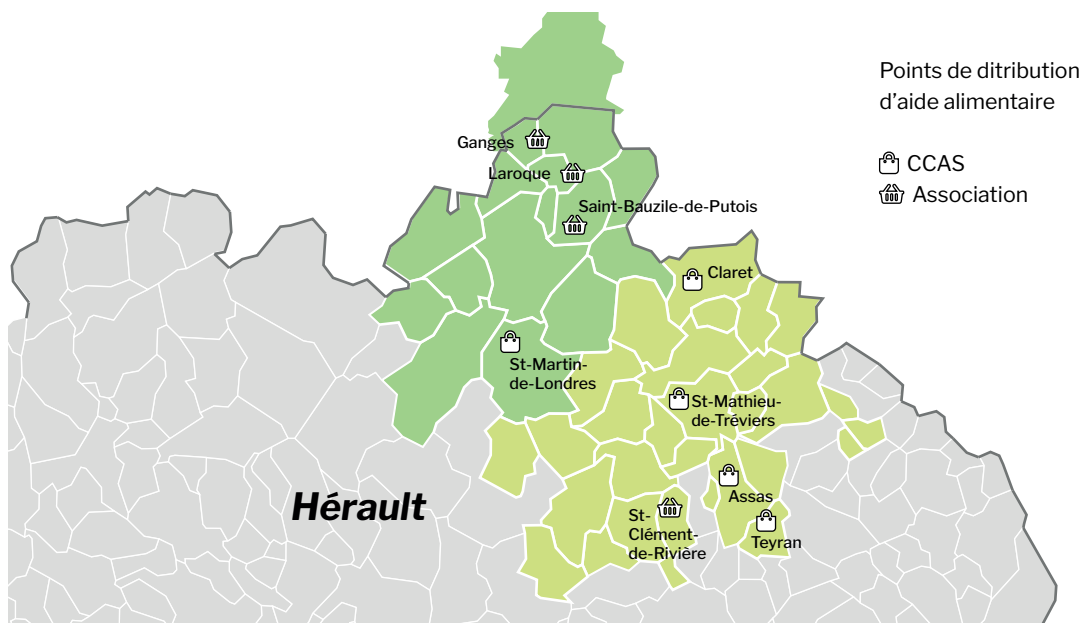 Points de ditribution
d'aide alimentaire
CCAS
Association
Ganges
Laroque
Saint-Bauzile-de-Putois
Claret
St-Martin-
de-Londres
St-Mathieu-
de-Tréviers
Hérault
Assas
St-
Clément-
de-Rivière
Teyran